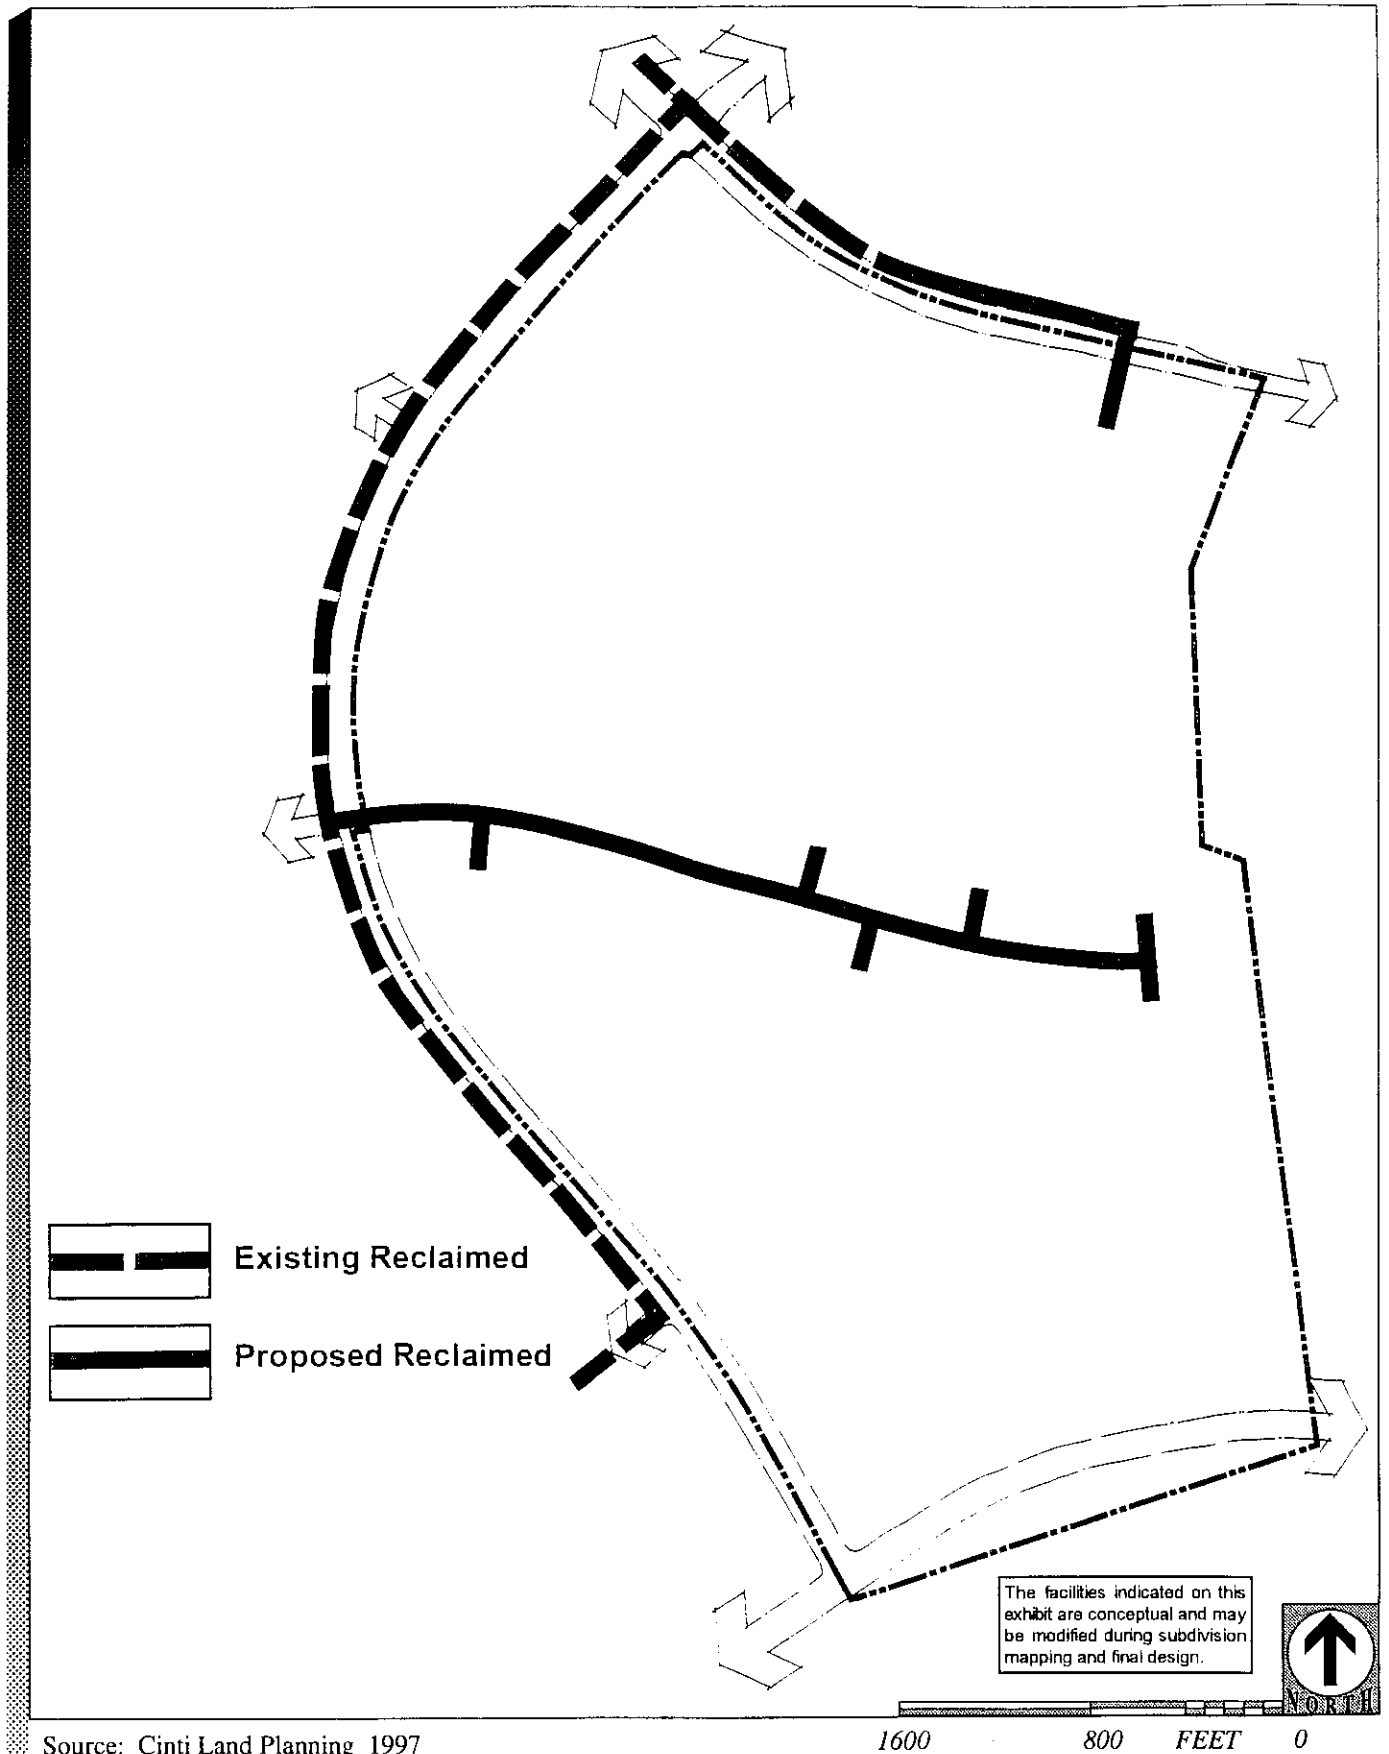 Existing Reclaimed
Proposed Reclaimed
The facilities indicated on this
exhibit are conceptual and may
be modified during subdivision
mapping and final design.
NORTH
1600 800 FEET 0
Source: Cinti Land Planning 1997